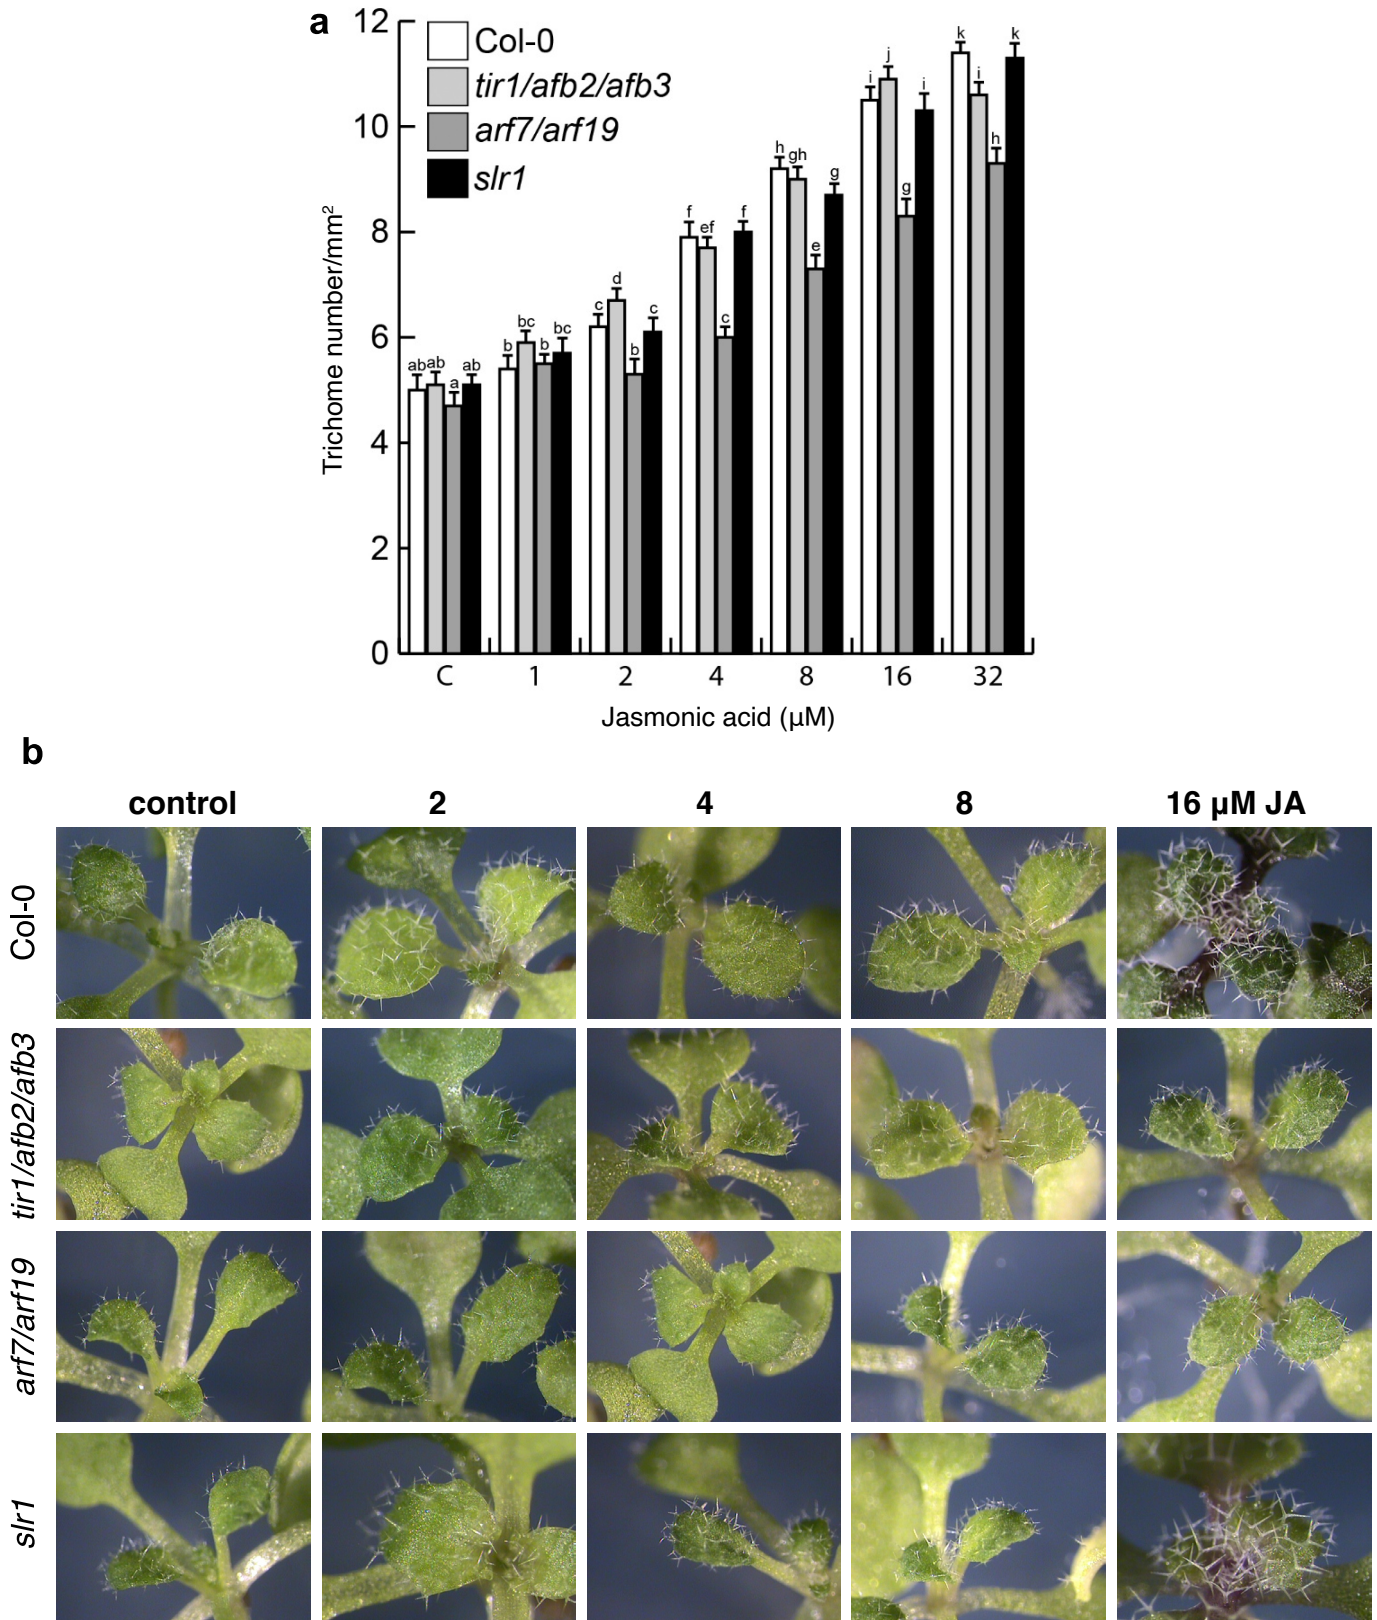 a
12
10
8
6
4
2
0
Trichome number/mm²
Col-0
tir1/afb2/afb3
arf7/arf19
slr1
ab ab a ab
b bc b bc
c d b c
f ef c f
h gh e g
i j g i
k i h k
C 1 2 4 8 16 32
Jasmonic acid (µM)
b
control 2 4 8 16 µM JA
Col-0
tir1/afb2/afb3
arf7/arf19
slr1